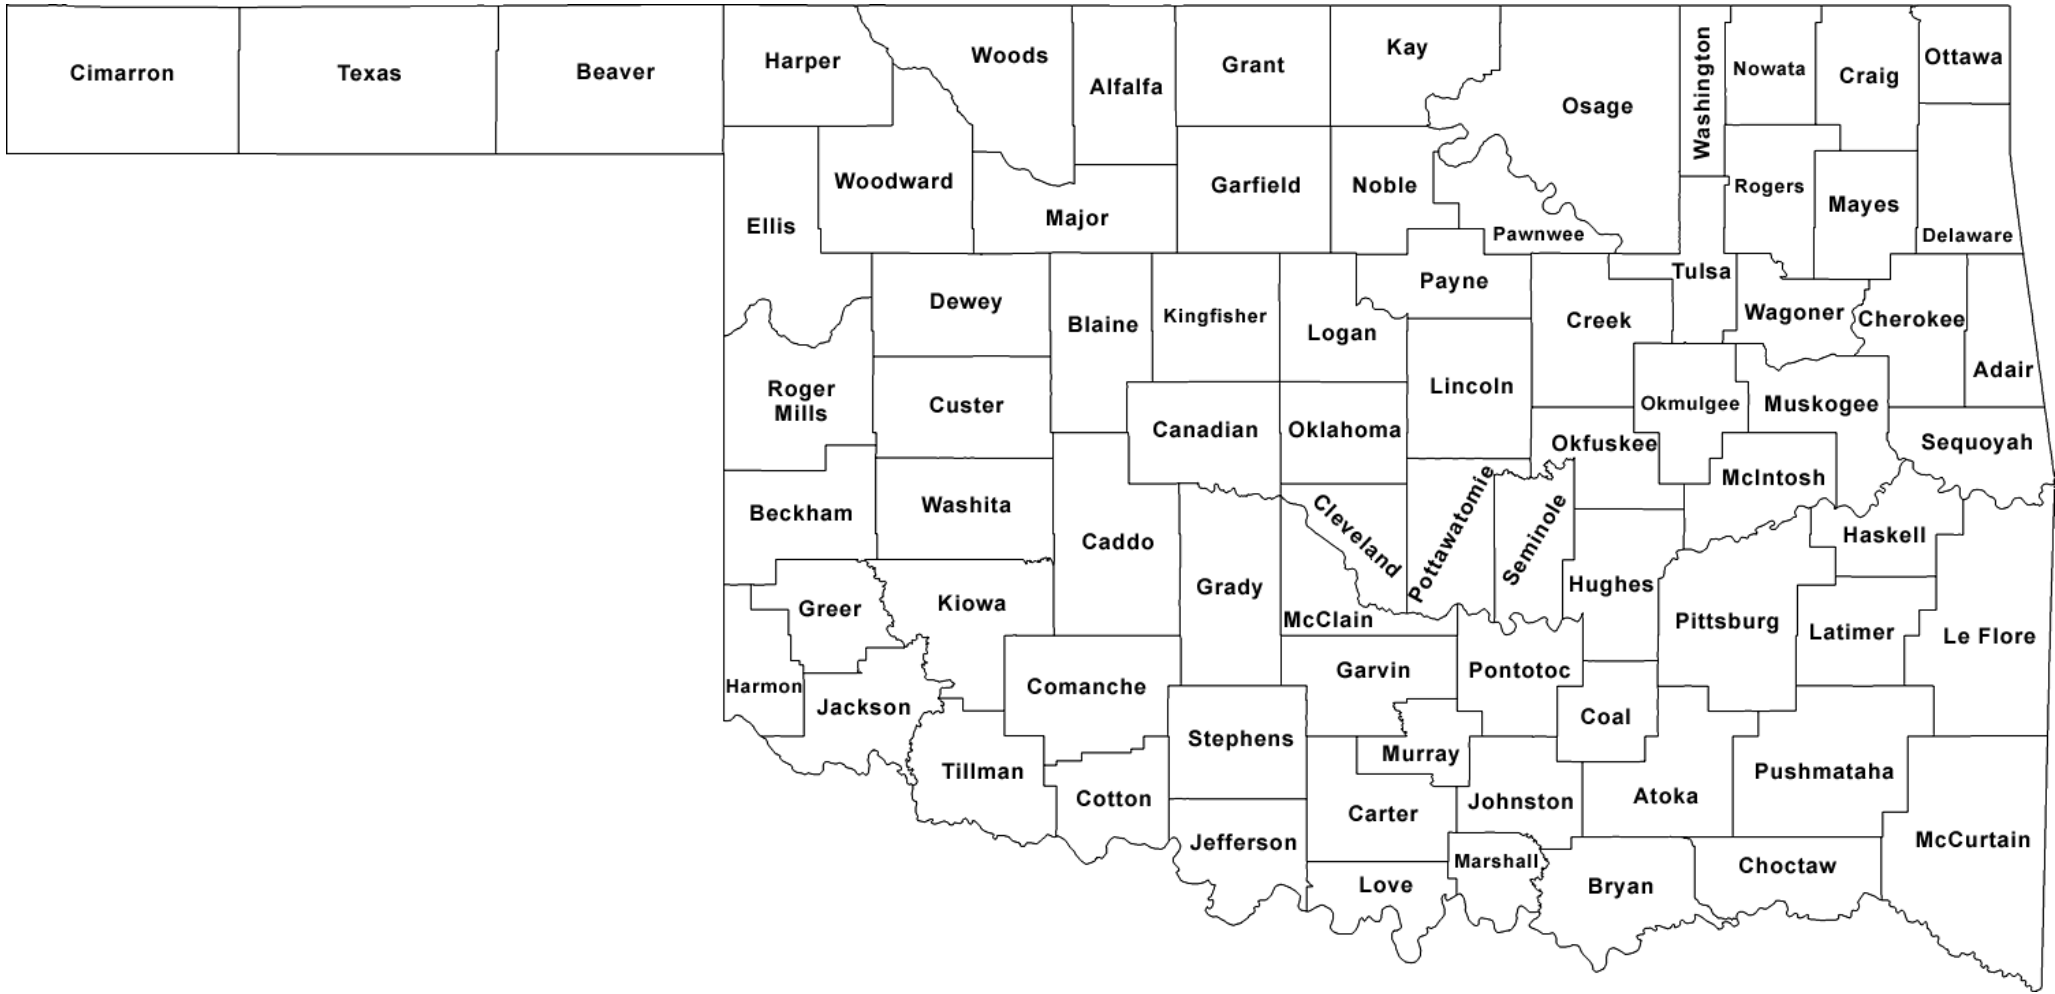 Cimarron
Texas
Beaver
Harper
Woods
Alfalfa
Grant
Kay
Osage
Washington
Nowata
Craig
Ottawa
Ellis
Woodward
Major
Garfield
Noble
Pawnwee
Rogers
Mayes
Delaware
Roger
Mills
Dewey
Blaine
Kingfisher
Logan
Payne
Creek
Tulsa
Wagoner
Cherokee
Adair
Custer
Canadian
Oklahoma
Lincoln
Okfuskee
Okmulgee
Muskogee
Sequoyah
Beckham
Washita
Caddo
Grady
Cleveland
Pottawatomie
Seminole
Hughes
McIntosh
Haskell
Greer
Kiowa
McClain
Pittsburg
Latimer
Le Flore
Harmon
Jackson
Comanche
Garvin
Pontotoc
Coal
Stephens
Murray
Tillman
Cotton
Jefferson
Carter
Johnston
Atoka
Pushmataha
McCurtain
Love
Marshall
Bryan
Choctaw